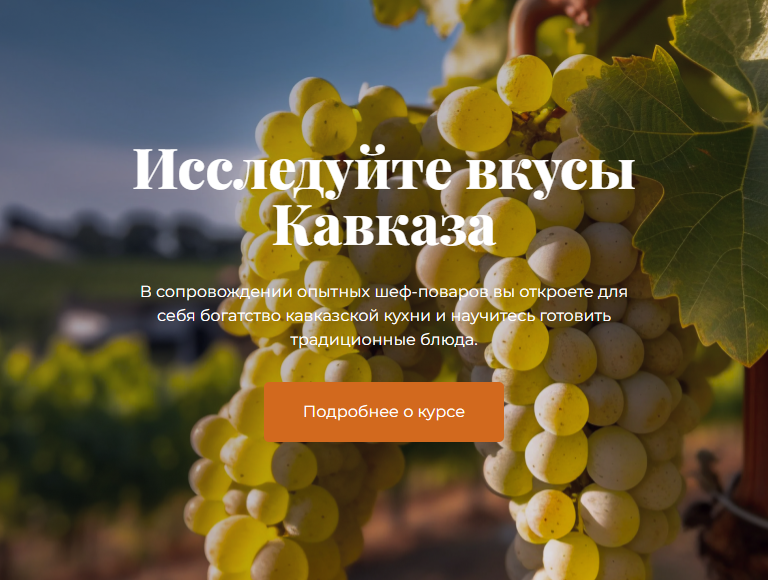 Исследуйте вкусы
Кавказа
В сопровождении опытных шеф-поваров вы откроете для
себя богатство кавказской кухни и научитесь готовить
традиционные блюда.
Подробнее о курсе